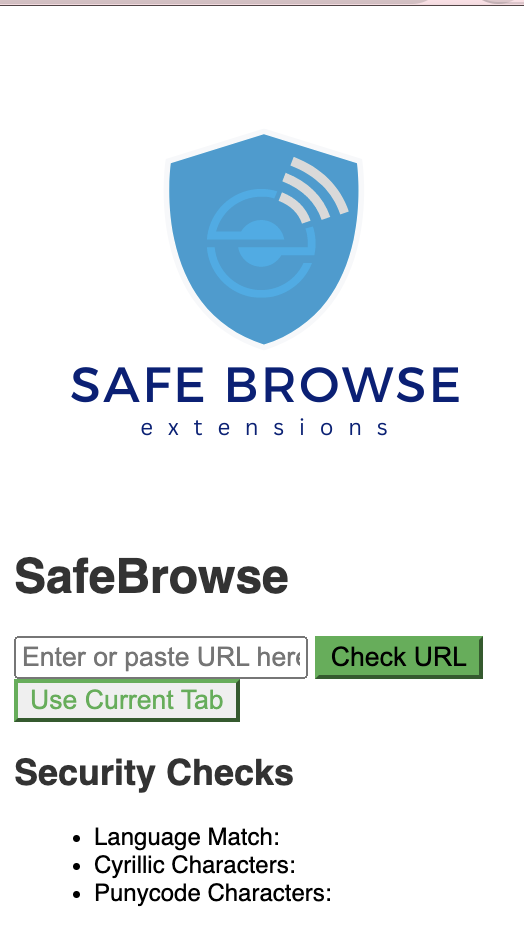 SAFE BROWSE
extensions
SafeBrowse
Enter or paste URL here Check URL
Use Current Tab
Security Checks
• Language Match:
• Cyrillic Characters:
• Punycode Characters: